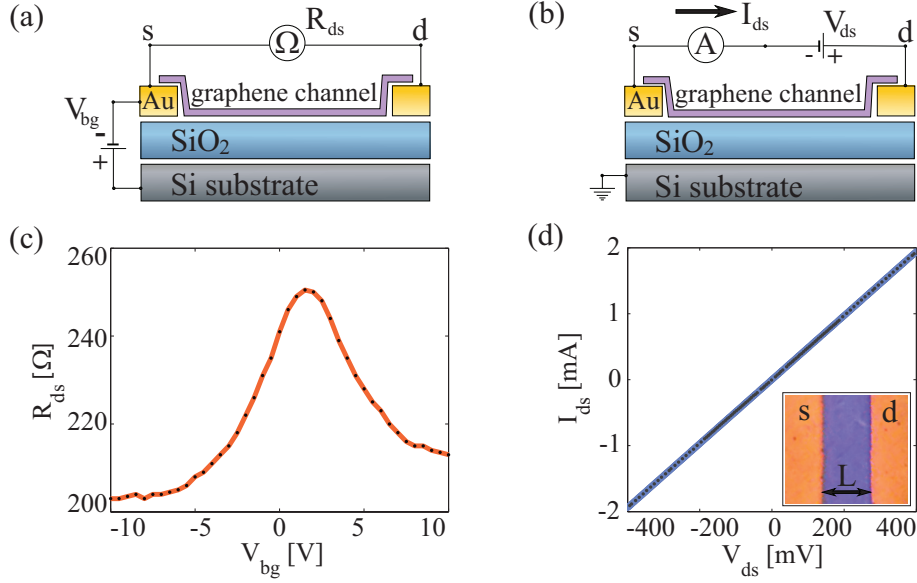 (a)
R_ds
s
Ω
d
V_bg
-
+
Au
graphene channel
SiO₂
Si substrate
(b)
I_ds
V_ds
s
A
-
+
d
Au
graphene channel
SiO₂
Si substrate
(c)
260
240
220
200
R_ds [Ω]
-10
-5
0
5
10
V_bg [V]
(d)
2
1
0
-1
-2
I_ds [mA]
s
d
L
-400
-200
0
200
400
V_ds [mV]